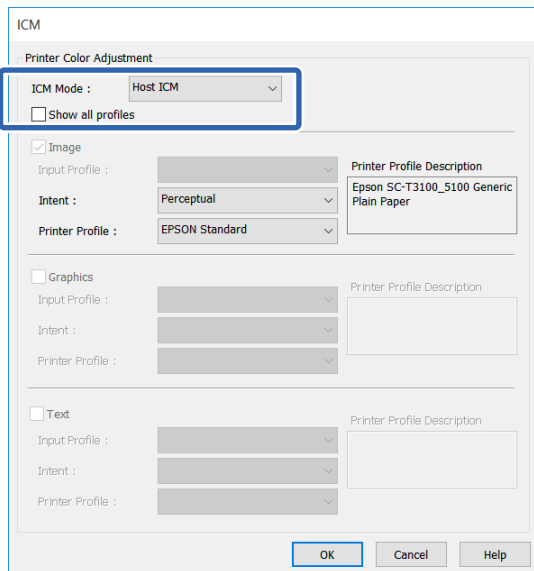 ICM
Printer Color Adjustment
ICM Mode : Host ICM
Show all profiles
Image
Input Profile :
Printer Profile Description
Intent : Perceptual
Epson SC-T3100_5100 Generic
Plain Paper
Printer Profile : EPSON Standard
Graphics
Input Profile :
Printer Profile Description
Intent :
Printer Profile :
Text
Input Profile :
Printer Profile Description
Intent :
Printer Profile :
OK Cancel Help